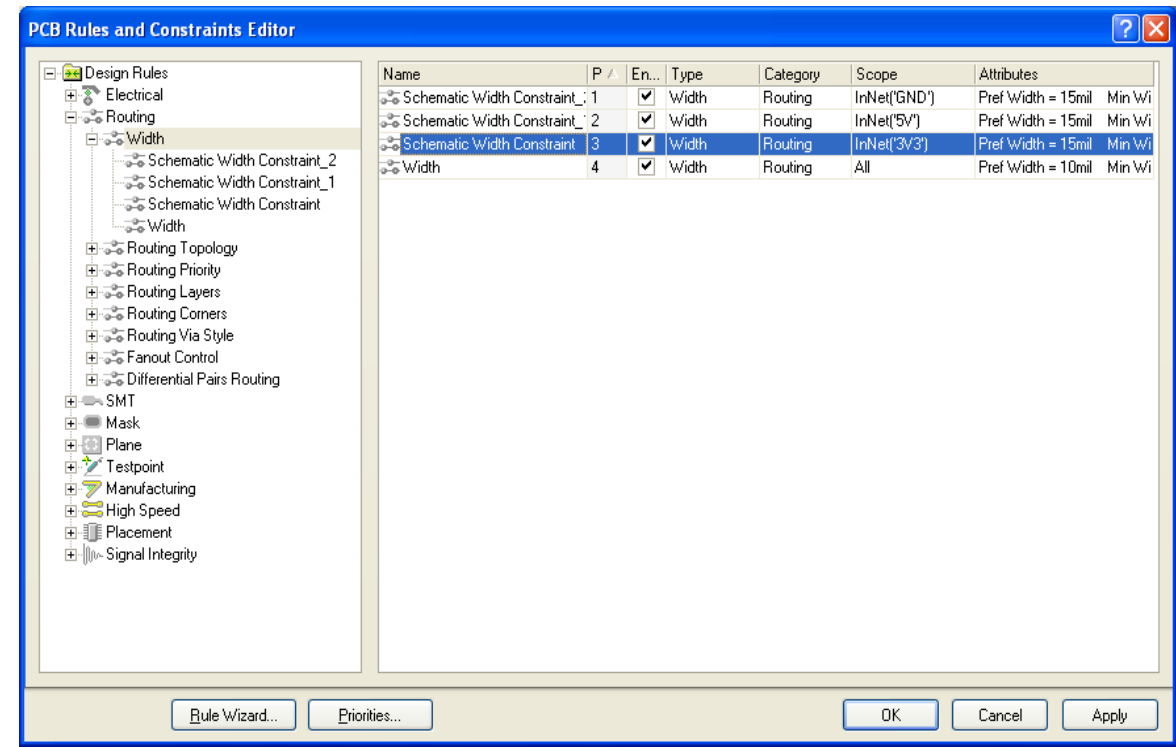 PCB Rules and Constraints Editor
Design Rules
Electrical
Routing
Width
Schematic Width Constraint_2
Schematic Width Constraint_1
Schematic Width Constraint
Width
Routing Topology
Routing Priority
Routing Layers
Routing Corners
Routing Via Style
Fanout Control
Differential Pairs Routing
SMT
Mask
Plane
Testpoint
Manufacturing
High Speed
Placement
Signal Integrity
Name P En... Type Category Scope Attributes
Schematic Width Constraint_ 1 Width Routing InNet('GND') Pref Width = 15mil Min Wi
Schematic Width Constraint_ 2 Width Routing InNet('5V') Pref Width = 15mil Min Wi
Schematic Width Constraint 3 Width Routing InNet('3V3') Pref Width = 15mil Min Wi
Width 4 Width Routing All Pref Width = 10mil Min Wi
Rule Wizard... Priorities... OK Cancel Apply